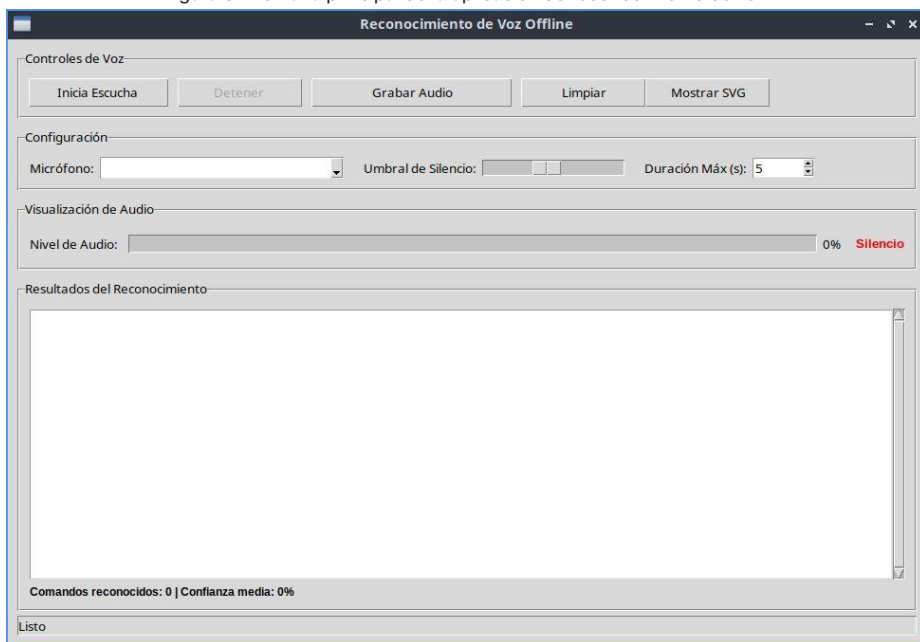 Reconocimiento de Voz Offline
Controles de Voz
Inicia Escucha Detener Grabar Audio Limpiar Mostrar SVG
Configuración
Micrófono: Umbral de Silencio: Duración Máx (s): 5
Visualización de Audio
Nivel de Audio: 0% Silencio
Resultados del Reconocimiento
Comandos reconocidos: 0 | Confianza media: 0%
Listo